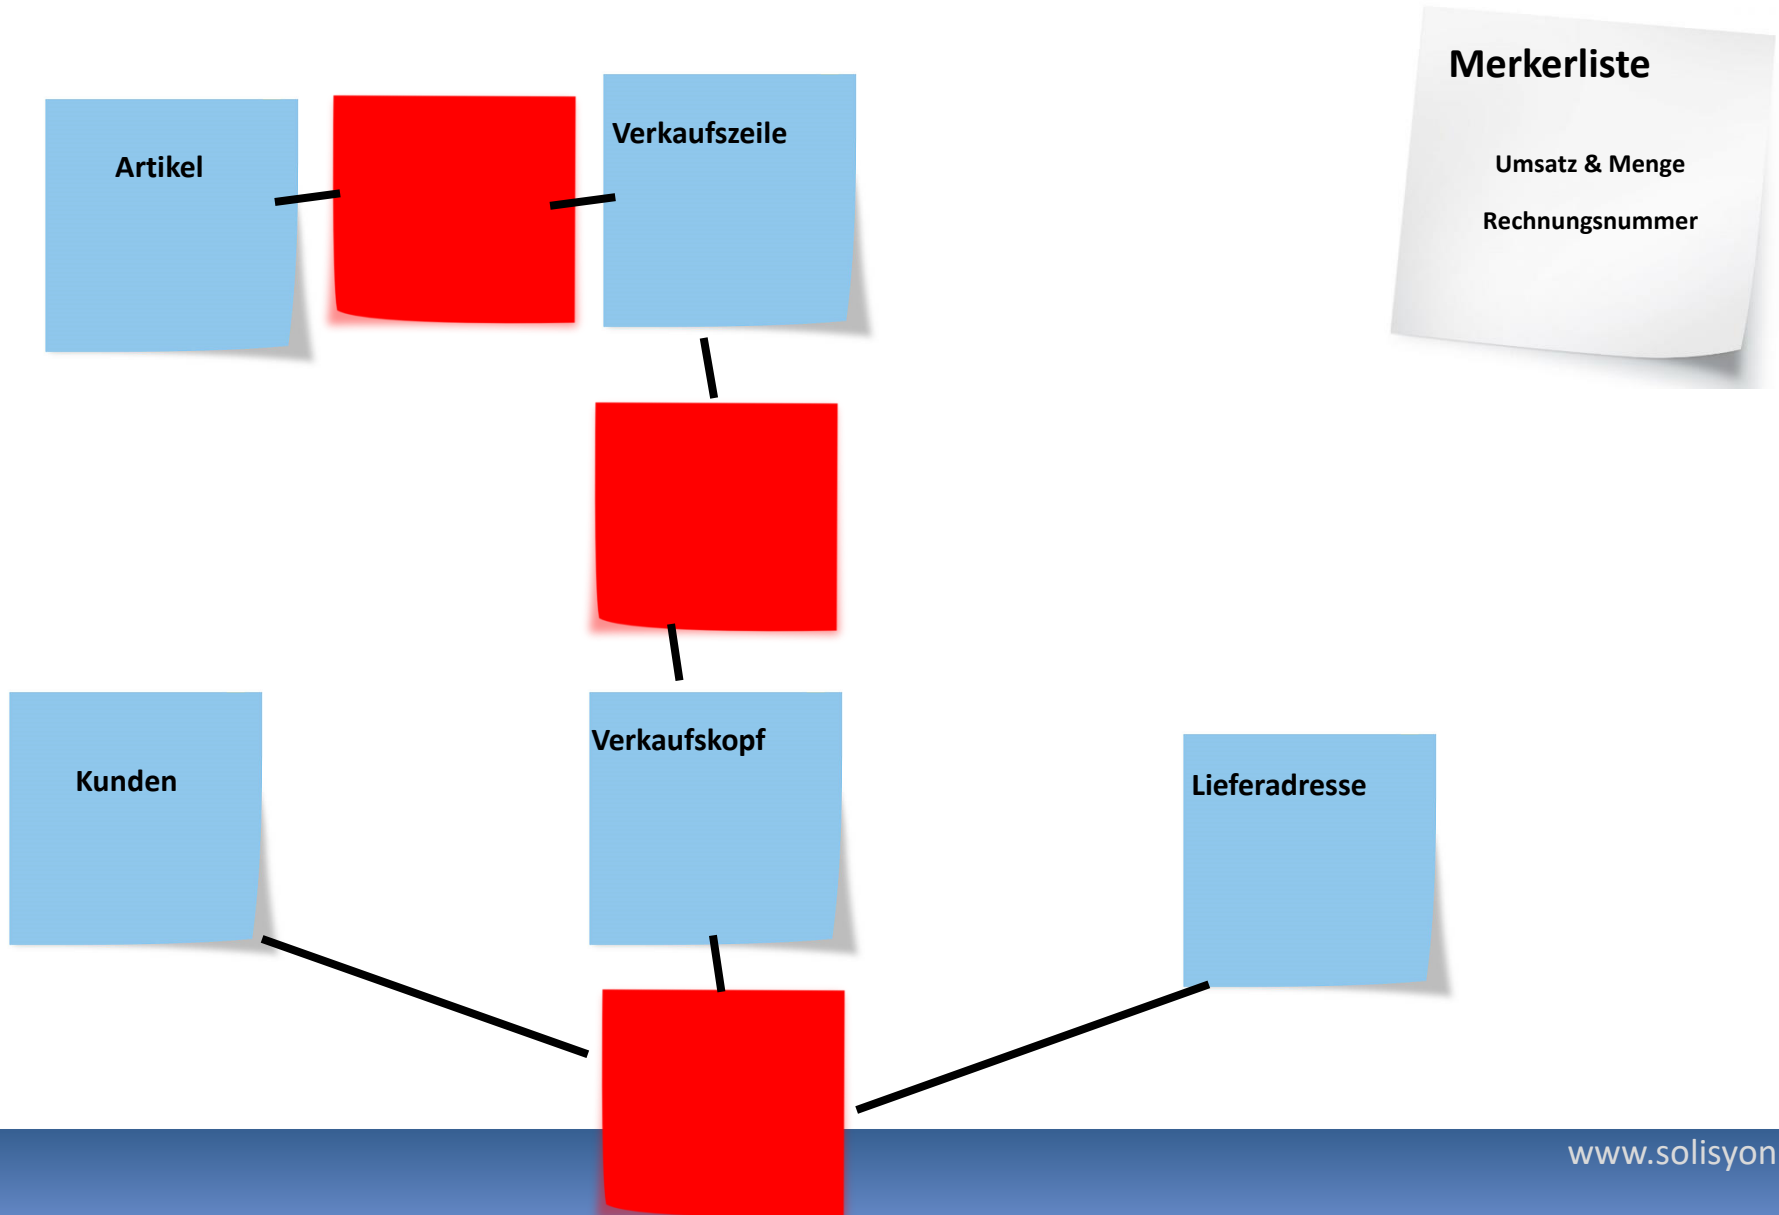 Merkerliste
Umsatz & Menge
Rechnungsnummer
Artikel
Verkaufszeile
Kunden
Verkaufskopf
Lieferadresse
www.solisyon